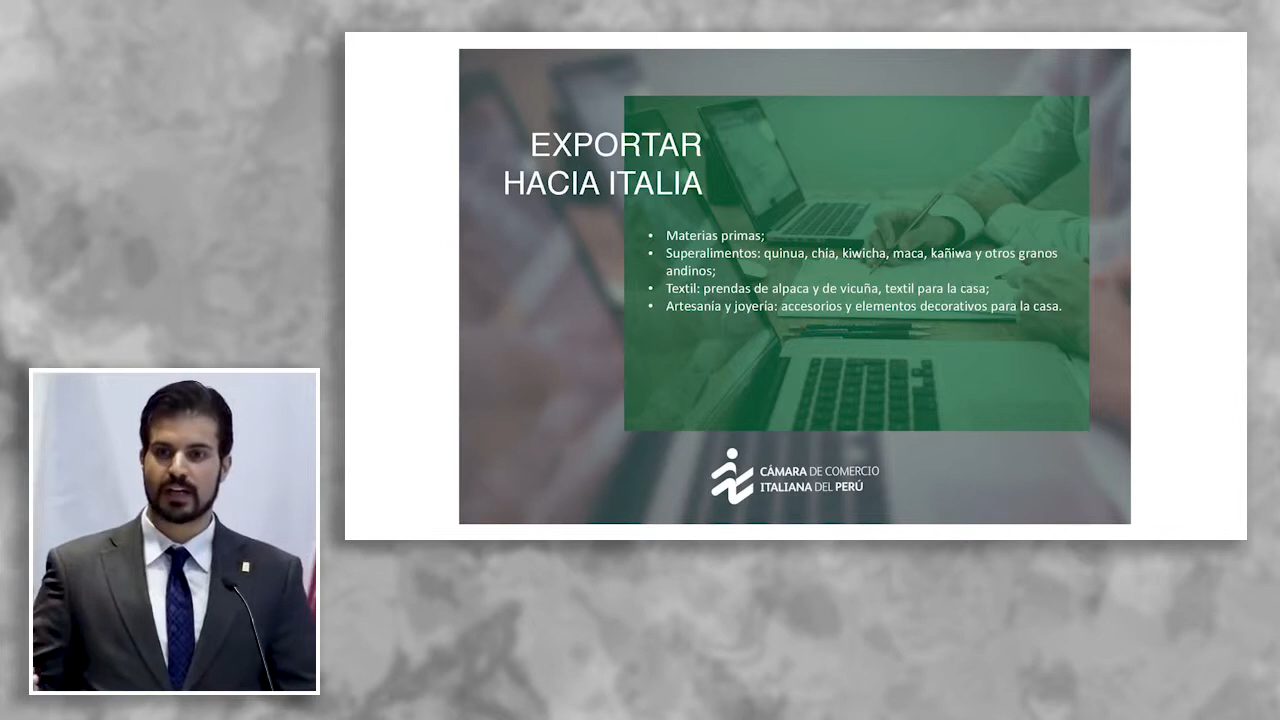 EXPORTAR
HACIA ITALIA
• Materias primas;
• Superalimentos: quinua, chía, kiwicha, maca, kañiwa y otros granos
andinos;
• Textil: prendas de alpaca y de vicuña, textil para la casa;
• Artesanía y joyería: accesorios y elementos decorativos para la casa.
CÁMARA DE COMERCIO
ITALIANA DEL PERÚ